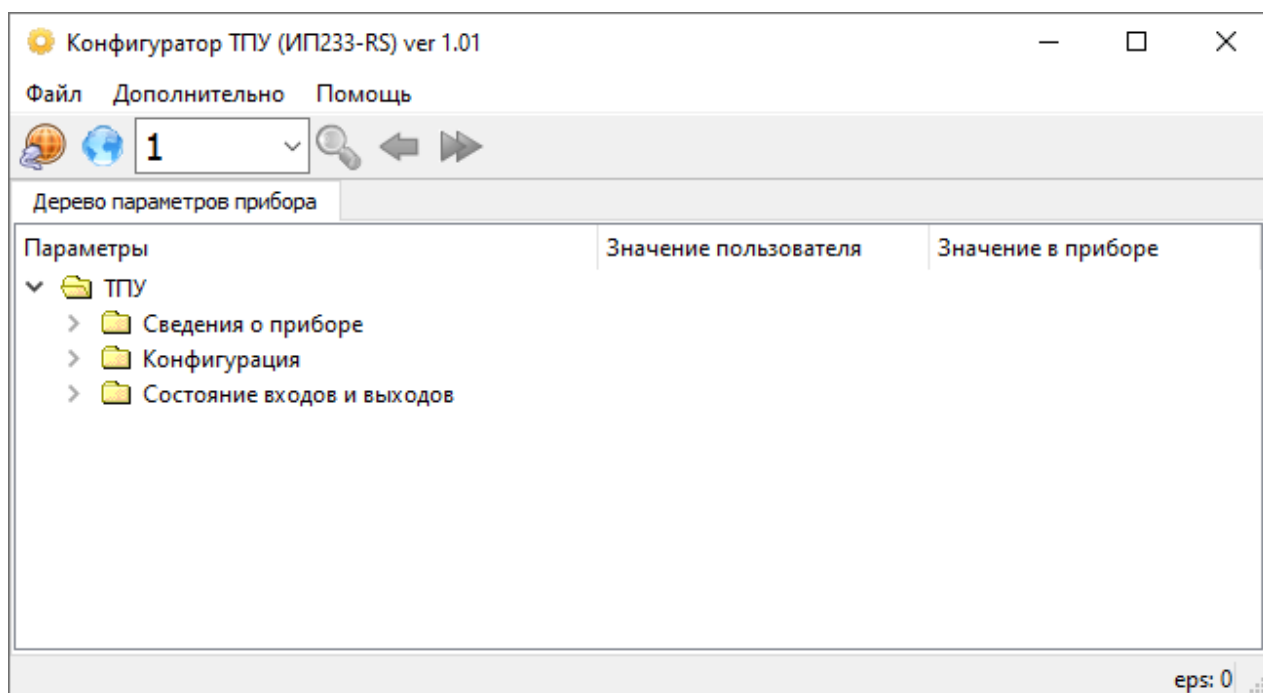 Конфигуратор ТПУ (ИП233-RS) ver 1.01
Файл Дополнительно Помощь
1
Дерево параметров прибора
Параметры Значение пользователя Значение в приборе
ТПУ
Сведения о приборе
Конфигурация
Состояние входов и выходов
eps: 0